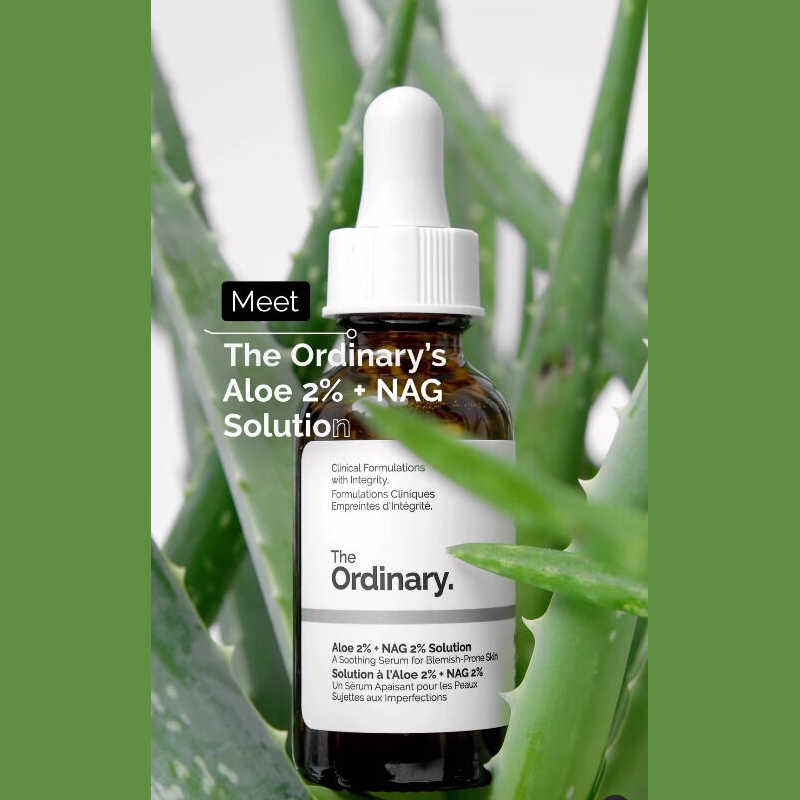 Meet
The Ordinary's
Aloe 2% + NAG
Solution
Clinical Formulations
with Integrity.
Formulations Cliniques
Empreintes d'Intégrité.
The
Ordinary.
Aloe 2% + NAG 2% Solution
A Soothing Serum for Blemish-Prone Skin
Solution à l'Aloe 2% + NAG 2%
Un Sérum Apaisant pour les Peaux
Sujettes aux Imperfections